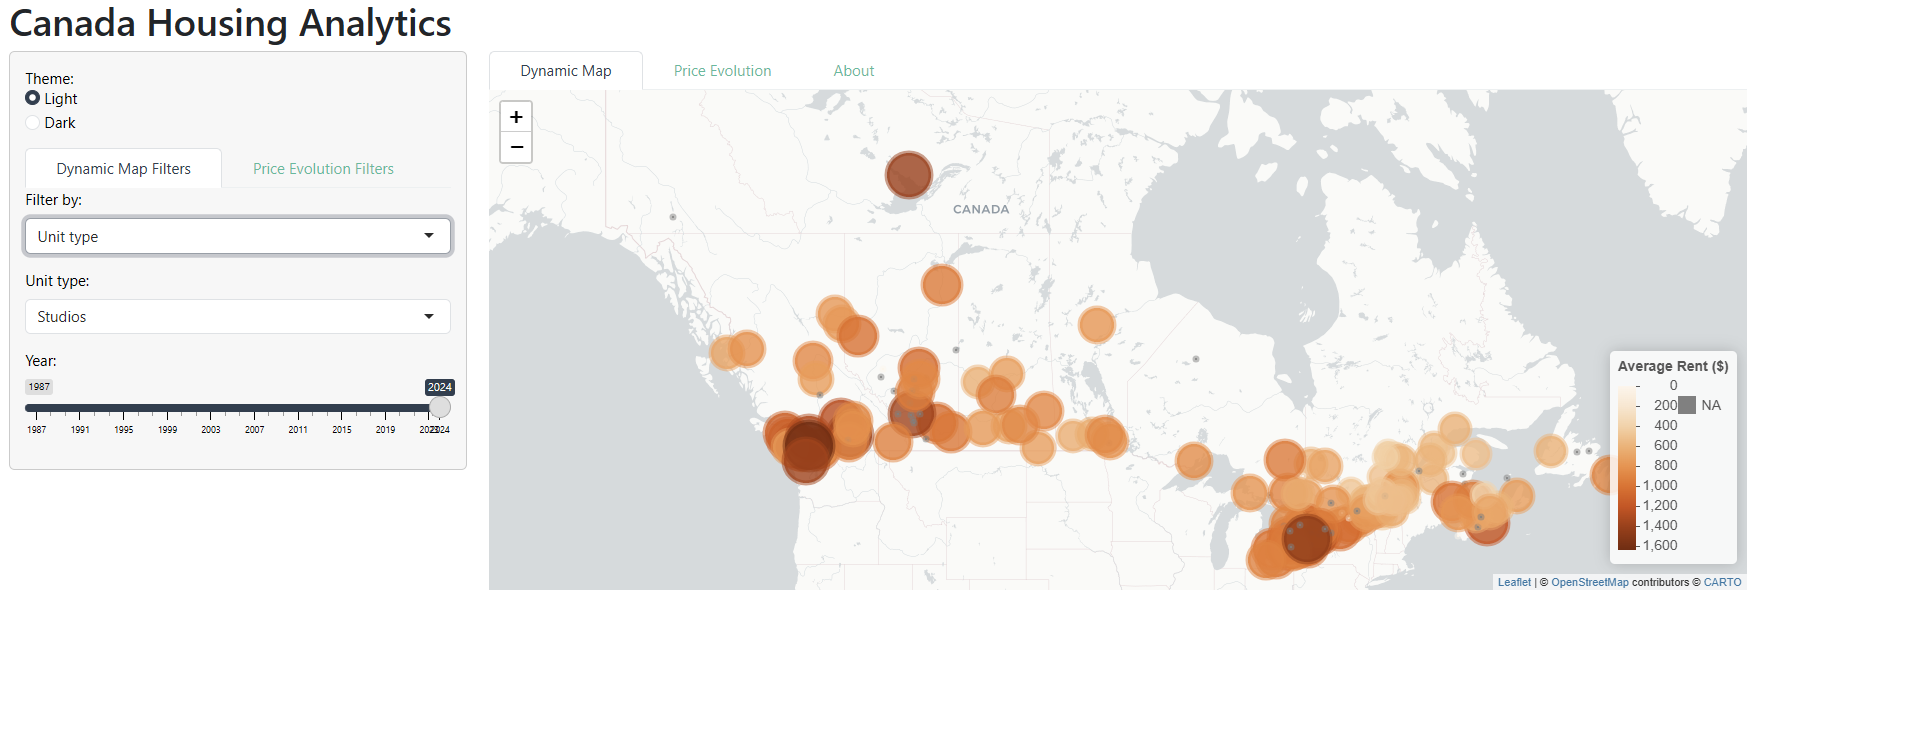 Canada Housing Analytics
Theme:
Light
Dark
Dynamic Map Filters
Price Evolution Filters
Filter by:
Unit type
Unit type:
Studios
Year:
1987
2024
1987 1991 1995 1999 2003 2007 2011 2015 2019 2023 2024
Dynamic Map
Price Evolution
About
+
−
CANADA
Average Rent ($)
0
200
NA
400
600
800
1,000
1,200
1,400
1,600
Leaflet | © OpenStreetMap contributors © CARTO